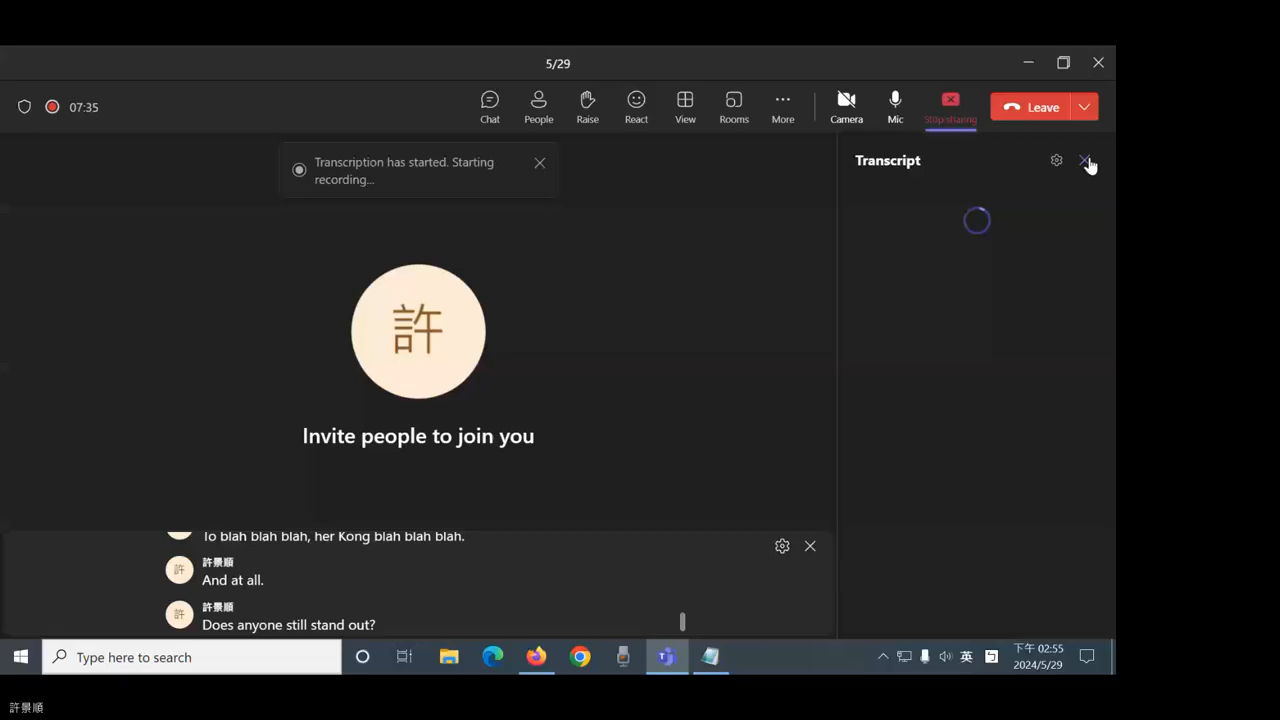 5/29
07:35
Chat
People
Raise
React
View
Rooms
More
Camera
Mic
Stop sharing
Leave
Transcription has started. Starting
recording...
Transcript
許
Invite people to join you
To blah blah blah, her Kong blah blah blah.
許 許景順
And at all.
許 許景順
Does anyone still stand out?
Type here to search
英
下午 02:55
2024/5/29
許景順